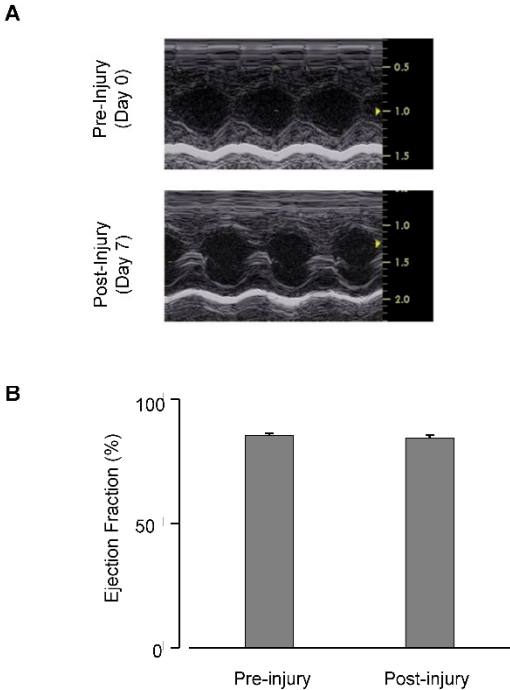 A
Pre-Injury
(Day 0)
0.5
1.0
1.5
Post-Injury
(Day 7)
1.0
1.5
2.0
B
Ejection Fraction (%)
100
50
0
Pre-injury
Post-injury